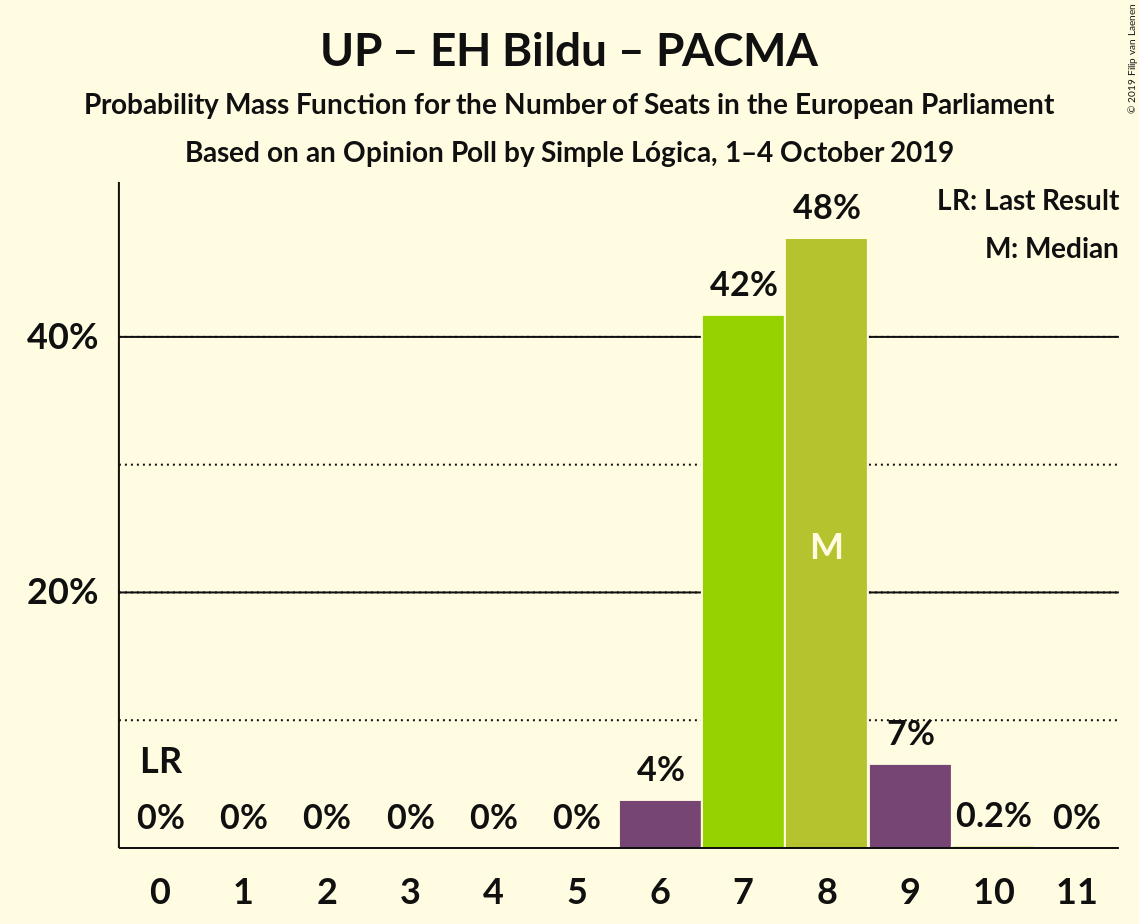 UP – EH Bildu – PACMA
Probability Mass Function for the Number of Seats in the European Parliament
Based on an Opinion Poll by Simple Lógica, 1–4 October 2019
© 2019 Filip van Laenen
LR: Last Result
M: Median
48%
42%
40%
M
20%
7%
LR
4%
0% 0% 0% 0% 0% 0% 0.2% 0%
0 1 2 3 4 5 6 7 8 9 10 11